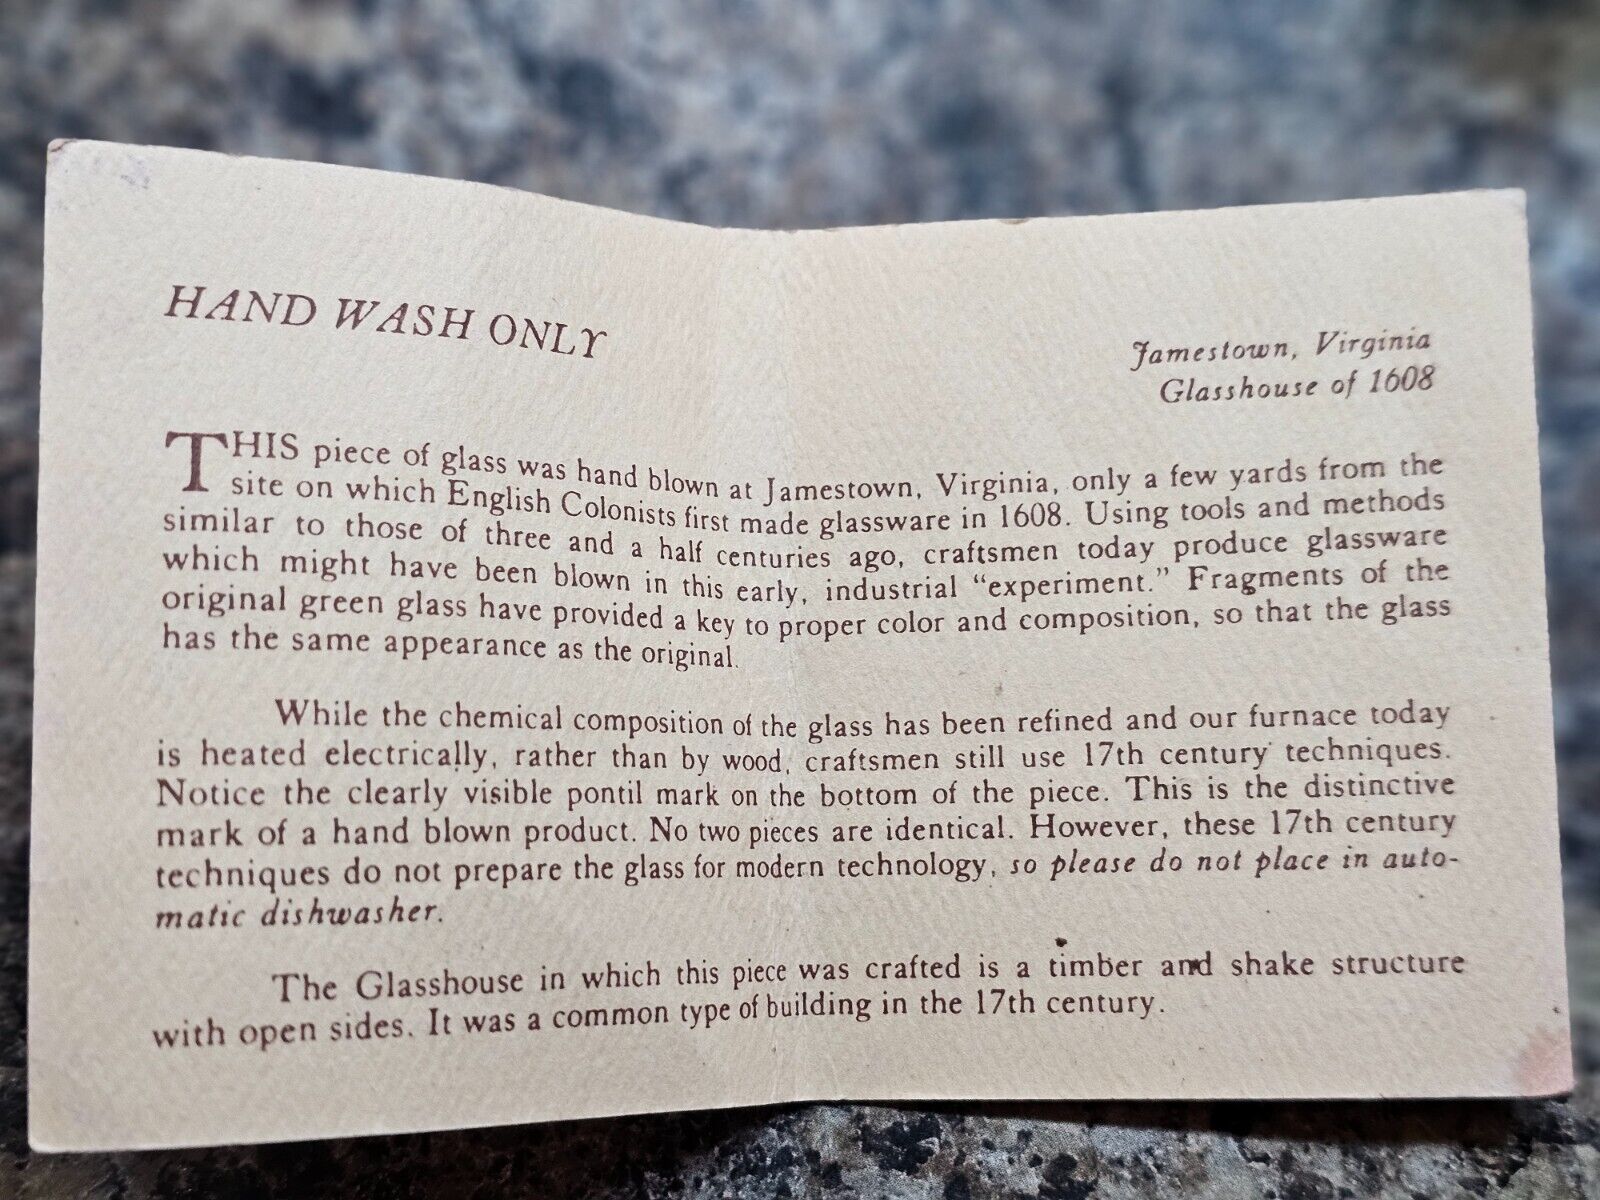 HAND WASH ONLY
Jamestown, Virginia
Glasshouse of 1608
THIS piece of glass was hand blown at Jamestown, Virginia, only a few yards from the
site on which English Colonists first made glassware in 1608. Using tools and methods
similar to those of three and a half centuries ago, craftsmen today produce glassware
which might have been blown in this early, industrial “experiment.” Fragments of the
original green glass have provided a key to proper color and composition, so that the glass
has the same appearance as the original.
While the chemical composition of the glass has been refined and our furnace today
is heated electrically, rather than by wood, craftsmen still use 17th century techniques.
Notice the clearly visible pontil mark on the bottom of the piece. This is the distinctive
mark of a hand blown product. No two pieces are identical. However, these 17th century
techniques do not prepare the glass for modern technology, so please do not place in auto-
matic dishwasher.
The Glasshouse in which this piece was crafted is a timber and shake structure
with open sides. It was a common type of building in the 17th century.